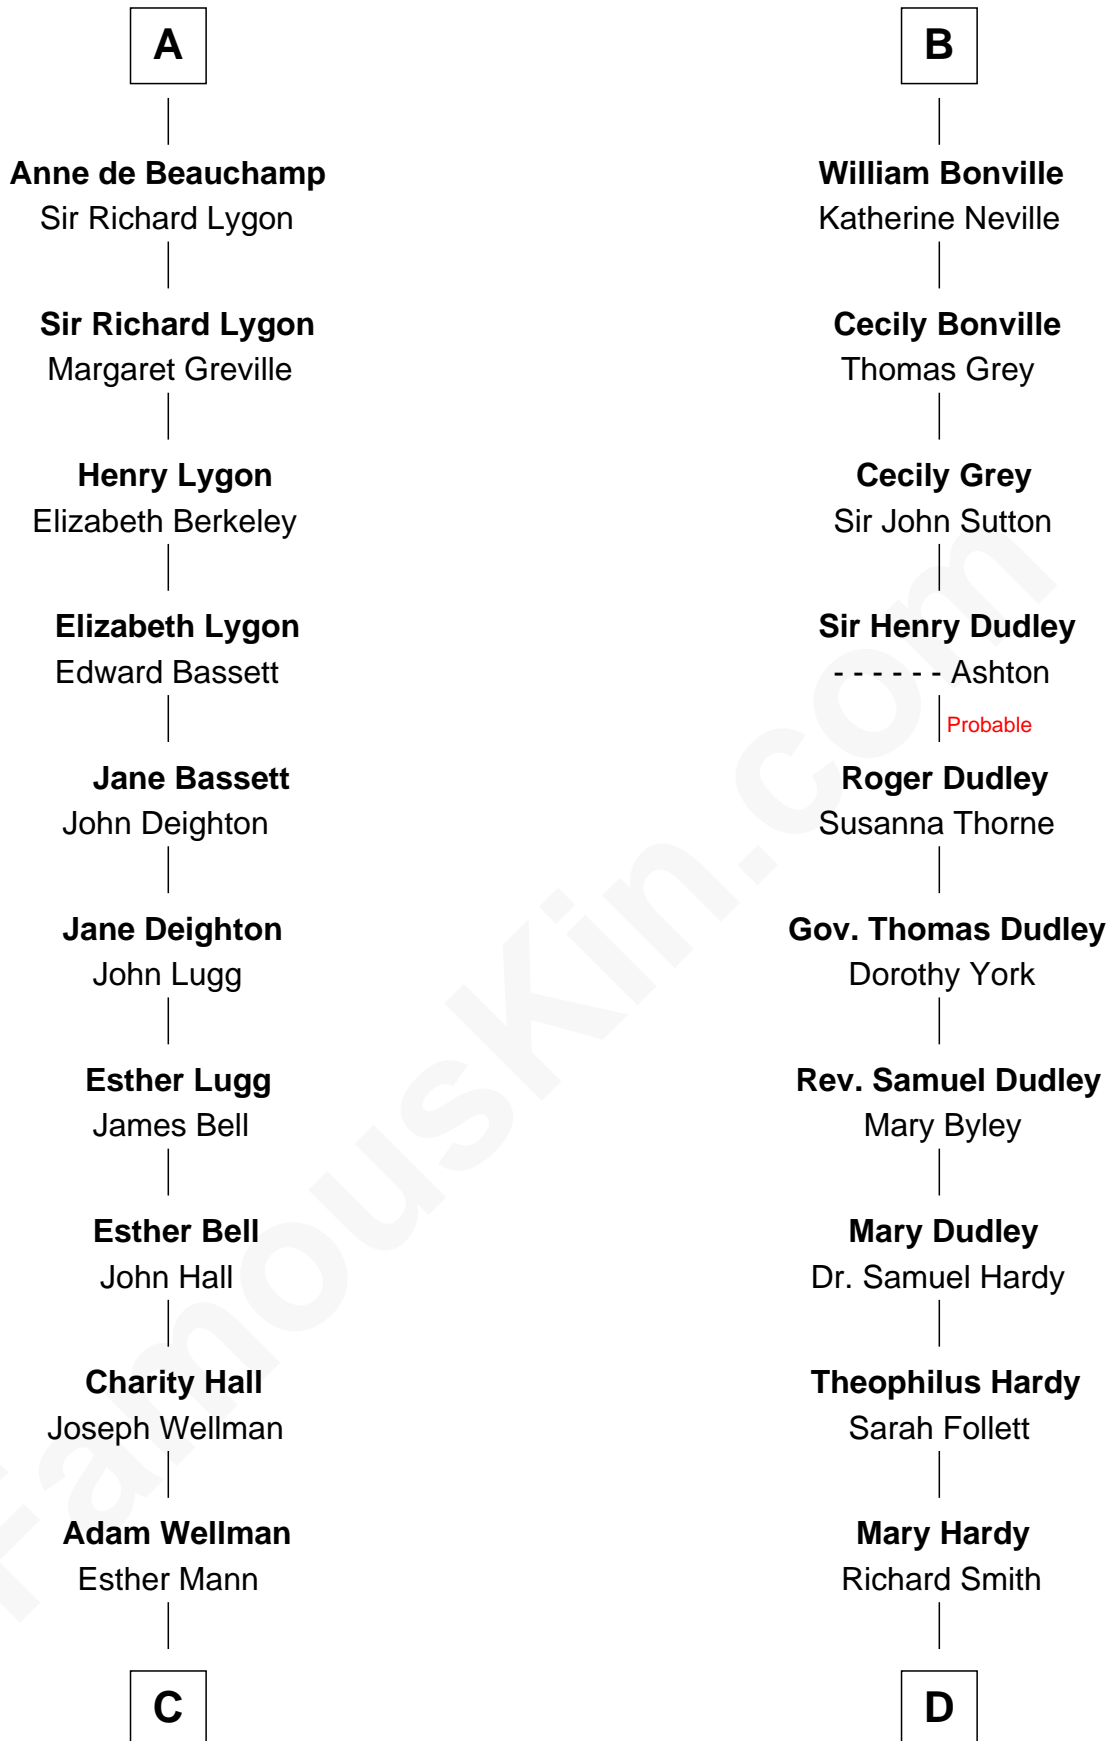 A
Anne de Beauchamp
Sir Richard Lygon
Sir Richard Lygon
Margaret Greville
Henry Lygon
Elizabeth Berkeley
Elizabeth Lygon
Edward Bassett
Jane Bassett
John Deighton
Jane Deighton
John Lugg
Esther Lugg
James Bell
Esther Bell
John Hall
Charity Hall
Joseph Wellman
Adam Wellman
Esther Mann
C
B
William Bonville
Katherine Neville
Cecily Bonville
Thomas Grey
Cecily Grey
Sir John Sutton
Sir Henry Dudley
- - - - - - Ashton
Probable
Roger Dudley
Susanna Thorne
Gov. Thomas Dudley
Dorothy York
Rev. Samuel Dudley
Mary Byley
Mary Dudley
Dr. Samuel Hardy
Theophilus Hardy
Sarah Follett
Mary Hardy
Richard Smith
D
FamousKin.com